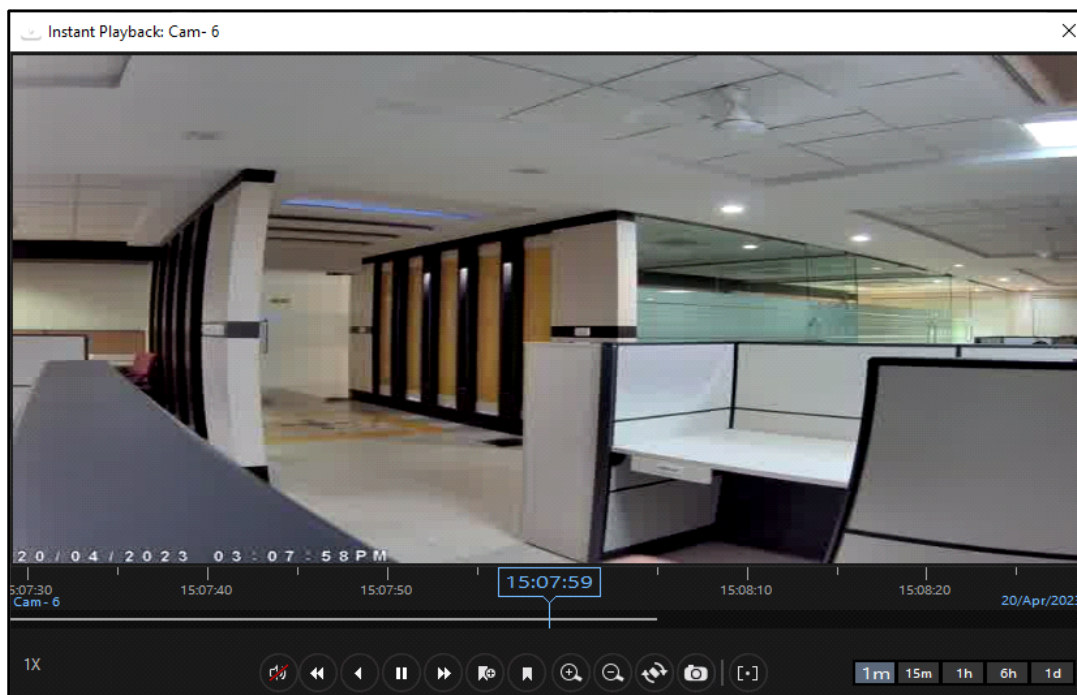 Instant Playback: Cam- 6
20/04/2023 03:07:58PM
15:07:59
5:07:30 15:07:40 15:07:50 15:08:10 15:08:20
Cam- 6 20/Apr/2023
1X 1m 15m 1h 6h 1d